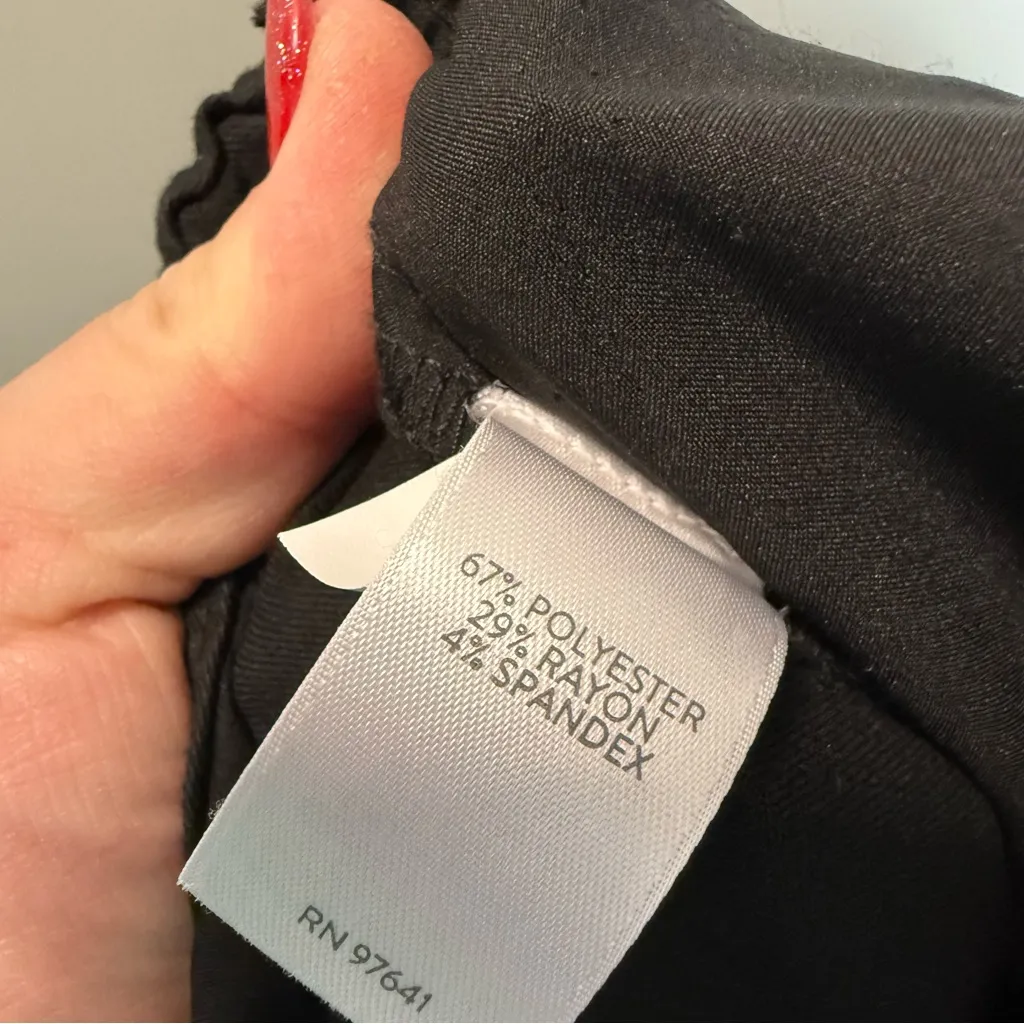 67% POLYESTER
29% RAYON
4% SPANDEX
RN 97641